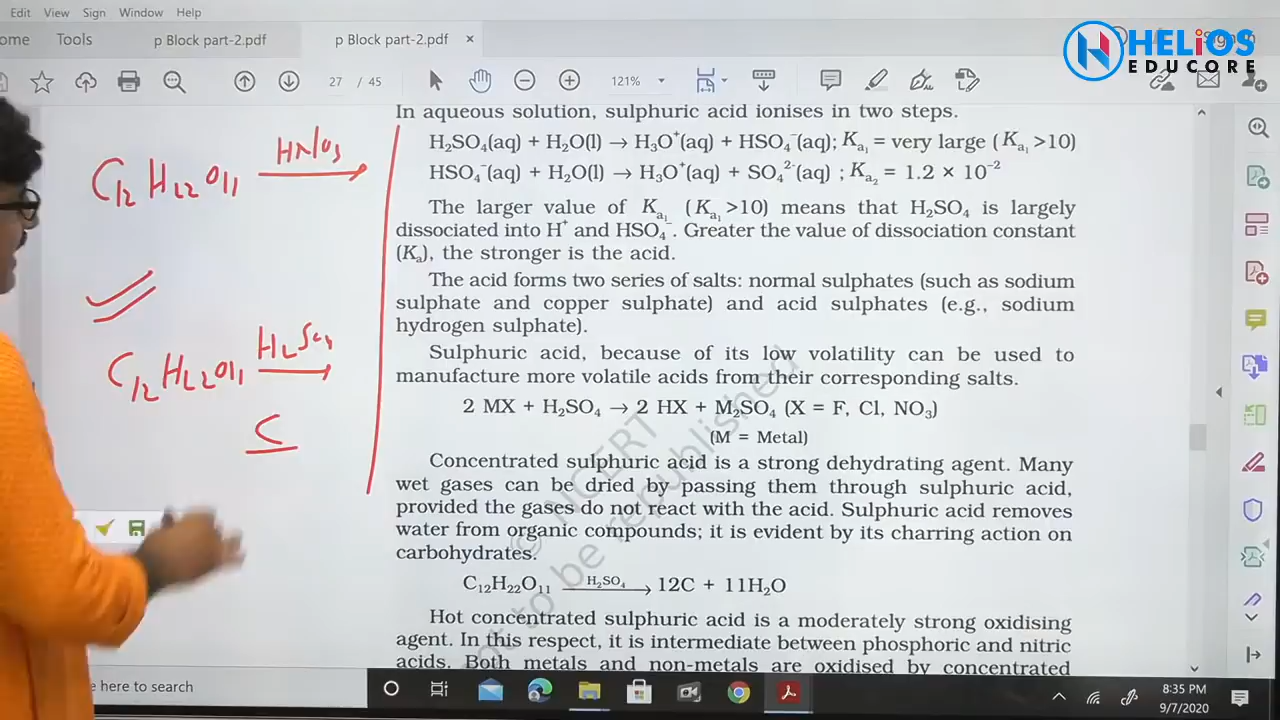 Edit View Sign Window Help
ome Tools p Block part-2.pdf p Block part-2.pdf ×
HELiOS
EDUCORE
27 / 45 121%
In aqueous solution, sulphuric acid ionises in two steps.
H₂SO₄(aq) + H₂O(l) → H₃O⁺(aq) + HSO₄⁻(aq); Kₐ₁ = very large (Kₐ₁ >10)
HSO₄⁻(aq) + H₂O(l) → H₃O⁺(aq) + SO₄²⁻(aq) ; Kₐ₂ = 1.2 × 10⁻²
The larger value of Kₐ₁ (Kₐ₁ >10) means that H₂SO₄ is largely
dissociated into H⁺ and HSO₄⁻. Greater the value of dissociation constant
(Kₐ), the stronger is the acid.
The acid forms two series of salts: normal sulphates (such as sodium
sulphate and copper sulphate) and acid sulphates (e.g., sodium
hydrogen sulphate).
Sulphuric acid, because of its low volatility can be used to
manufacture more volatile acids from their corresponding salts.
2 MX + H₂SO₄ → 2 HX + M₂SO₄ (X = F, Cl, NO₃)
(M = Metal)
Concentrated sulphuric acid is a strong dehydrating agent. Many
wet gases can be dried by passing them through sulphuric acid,
provided the gases do not react with the acid. Sulphuric acid removes
water from organic compounds; it is evident by its charring action on
carbohydrates.
C₁₂H₂₂O₁₁ H₂SO₄ → 12C + 11H₂O
Hot concentrated sulphuric acid is a moderately strong oxidising
agent. In this respect, it is intermediate between phosphoric and nitric
acids. Both metals and non-metals are oxidised by concentrated
© NCERT
not to be republished
C₁₂H₂₂O₁₁ HNO₃ →
C₁₂H₂₂O₁₁ H₂SO₄ →
C
e here to search
8:35 PM
9/7/2020